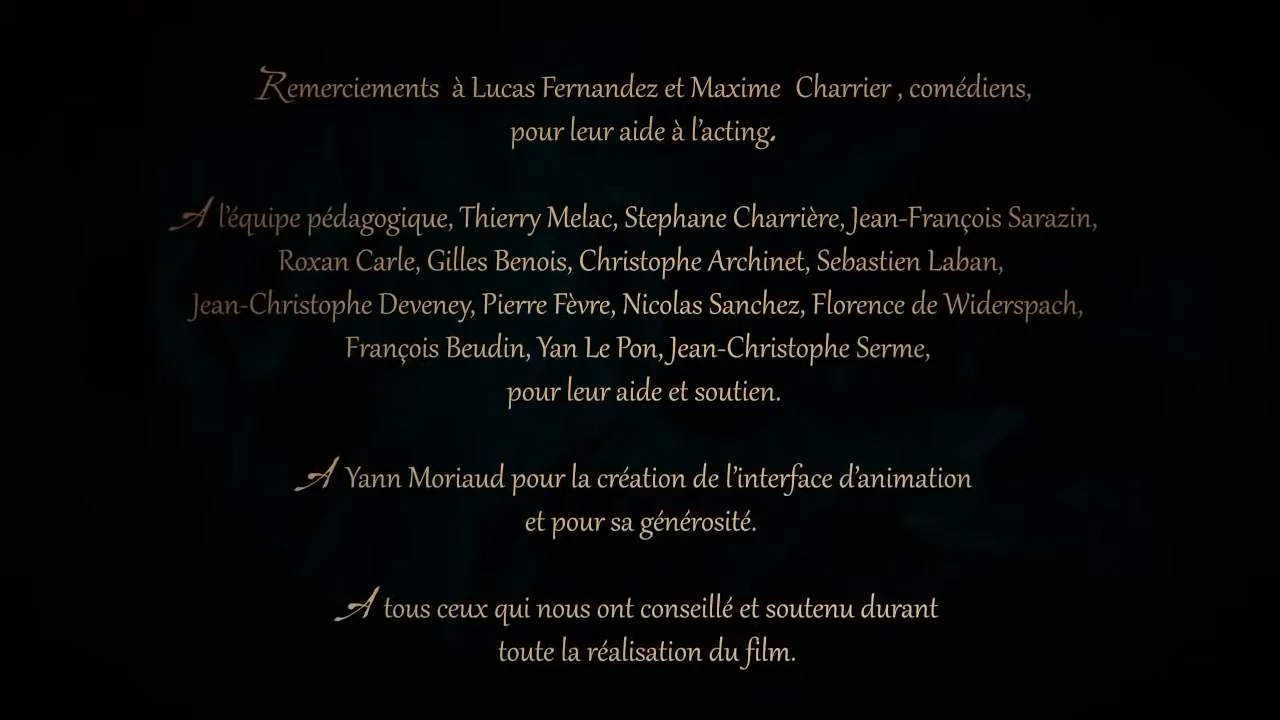 Remerciements à Lucas Fernandez et Maxime Charrier , comédiens,
pour leur aide à l'acting.
A l'équipe pédagogique, Thierry Melac, Stephane Charrière, Jean-François Sarazin,
Roxan Carle, Gilles Benois, Christophe Archinet, Sebastien Laban,
Jean-Christophe Deveney, Pierre Fèvre, Nicolas Sanchez, Florence de Widerspach,
François Beudin, Yan Le Pon, Jean-Christophe Serme,
pour leur aide et soutien.
A Yann Moriaud pour la création de l'interface d'animation
et pour sa générosité.
A tous ceux qui nous ont conseillé et soutenu durant
toute la réalisation du film.